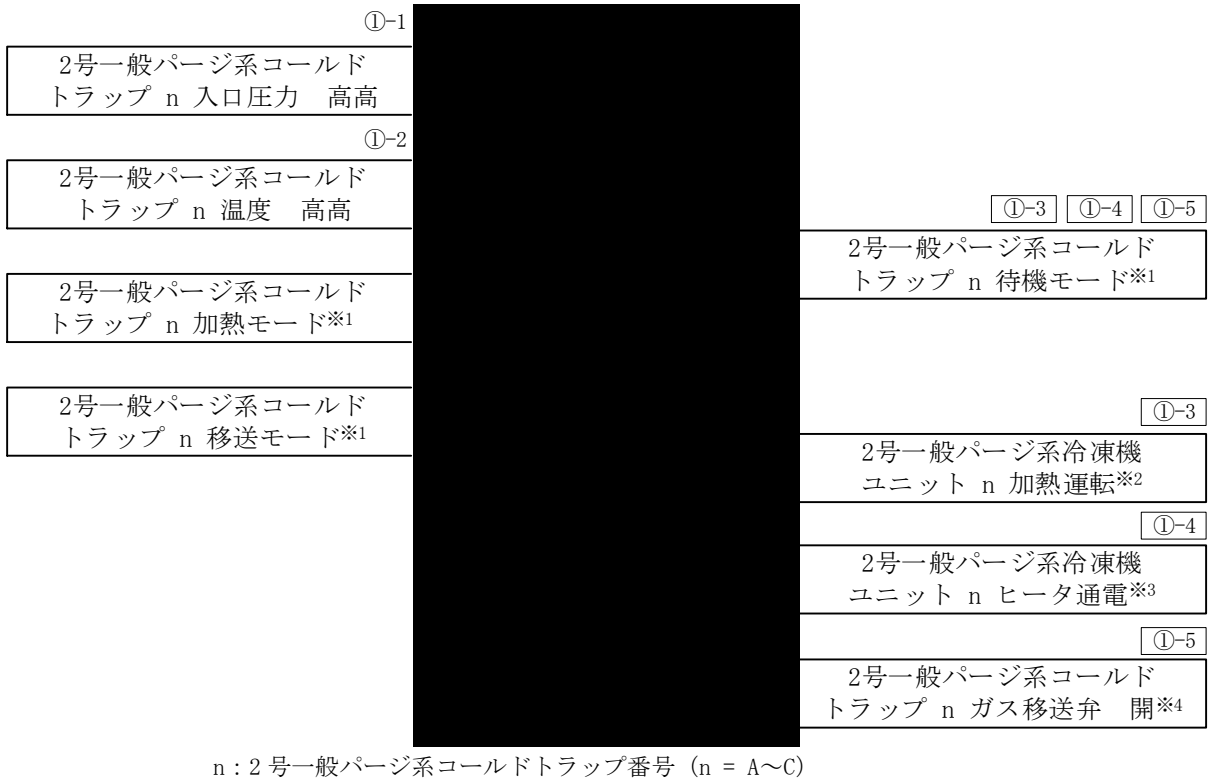 ①-1
2号一般パージ系コールド
トラップ n 入口圧力　高高
①-2
2号一般パージ系コールド
トラップ n 温度　高高
2号一般パージ系コールド
トラップ n 加熱モード※1
2号一般パージ系コールド
トラップ n 移送モード※1
①-3 ①-4 ①-5
2号一般パージ系コールド
トラップ n 待機モード※1
①-3
2号一般パージ系冷凍機
ユニット n 加熱運転※2
①-4
2号一般パージ系冷凍機
ユニット n ヒータ通電※3
①-5
2号一般パージ系コールド
トラップ n ガス移送弁　開※4
n：2号一般パージ系コールドトラップ番号 (n = A～C)